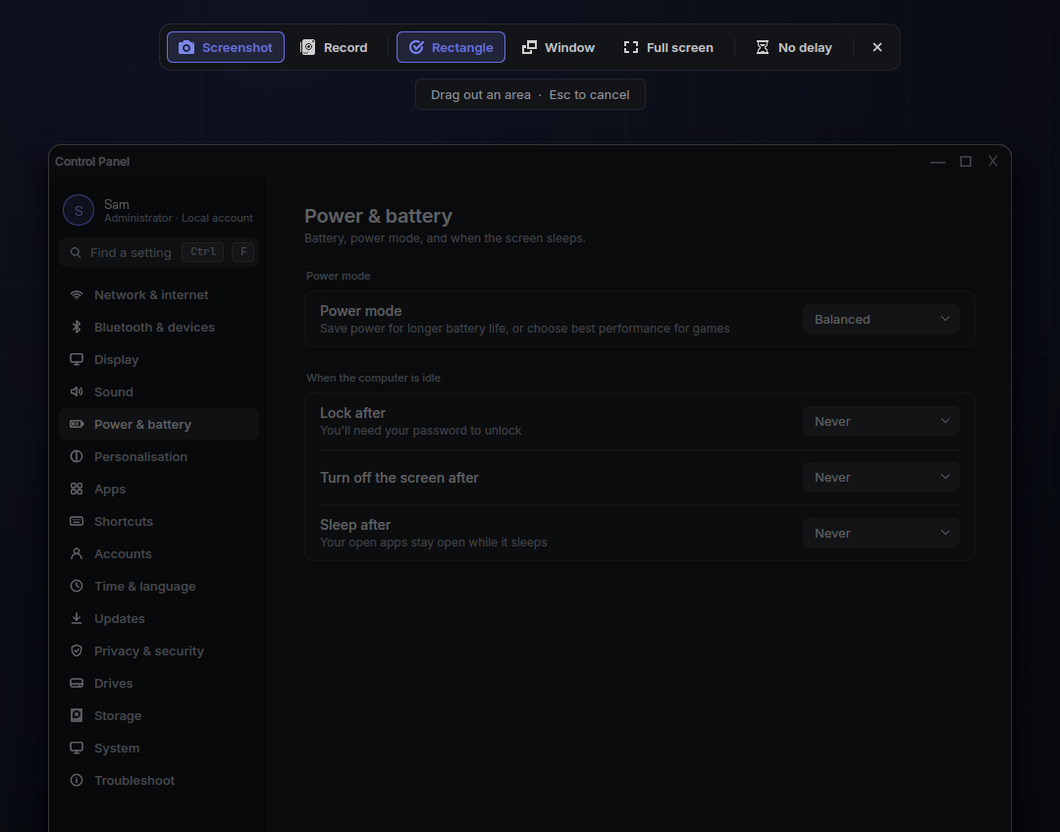 Screenshot Record Rectangle Window Full screen No delay
Drag out an area · Esc to cancel
Control Panel
S
Sam
Administrator · Local account
Find a setting Ctrl F
Network & internet
Bluetooth & devices
Display
Sound
Power & battery
Personalisation
Apps
Shortcuts
Accounts
Time & language
Updates
Privacy & security
Drives
Storage
System
Troubleshoot
Power & battery
Battery, power mode, and when the screen sleeps.
Power mode
Power mode
Save power for longer battery life, or choose best performance for games
Balanced
When the computer is idle
Lock after
You'll need your password to unlock
Never
Turn off the screen after
Never
Sleep after
Your open apps stay open while it sleeps
Never